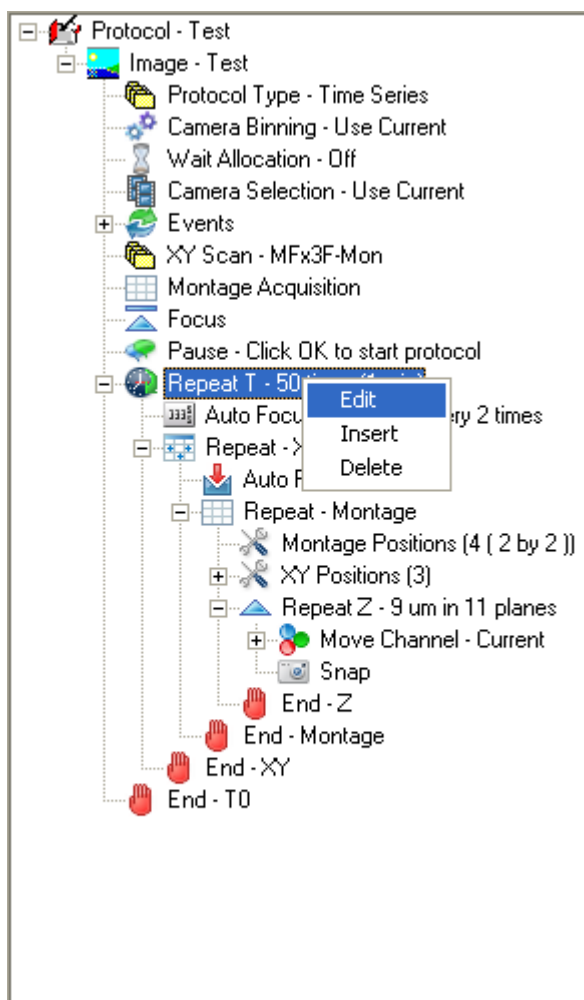 Protocol - Test
Image - Test
Protocol Type - Time Series
Camera Binning - Use Current
Wait Allocation - Off
Camera Selection - Use Current
Events
XY Scan - MFx3F-Mon
Montage Acquisition
Focus
Pause - Click OK to start protocol
Repeat T - 50
Edit
Auto Focu ery 2 times
Insert
Repeat - X
Delete
Auto F
Repeat - Montage
Montage Positions (4 ( 2 by 2 ))
XY Positions (3)
Repeat Z - 9 um in 11 planes
Move Channel - Current
Snap
End - Z
End - Montage
End - XY
End - T0